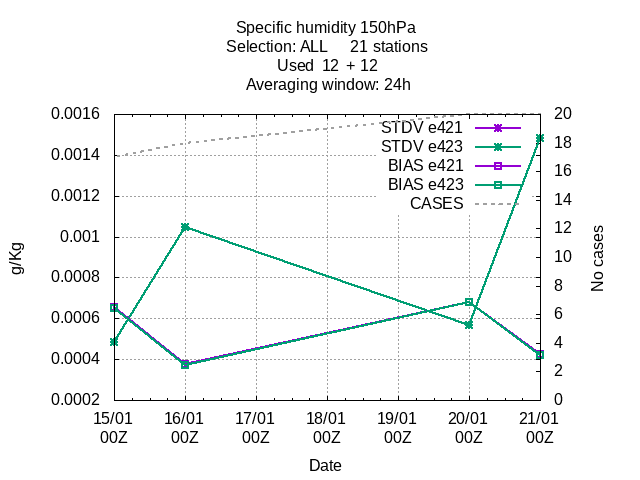 Specific humidity 150hPa
Selection: ALL     21 stations
Used  12  + 12
Averaging window: 24h
0.0016
0.0014
0.0012
0.001
0.0008
0.0006
0.0004
0.0002
g/Kg
20
18
16
14
12
10
8
6
4
2
0
No cases
STDV e421
STDV e423
BIAS e421
BIAS e423
CASES
15/01 16/01 17/01 18/01 19/01 20/01 21/01
00Z 00Z 00Z 00Z 00Z 00Z 00Z
Date